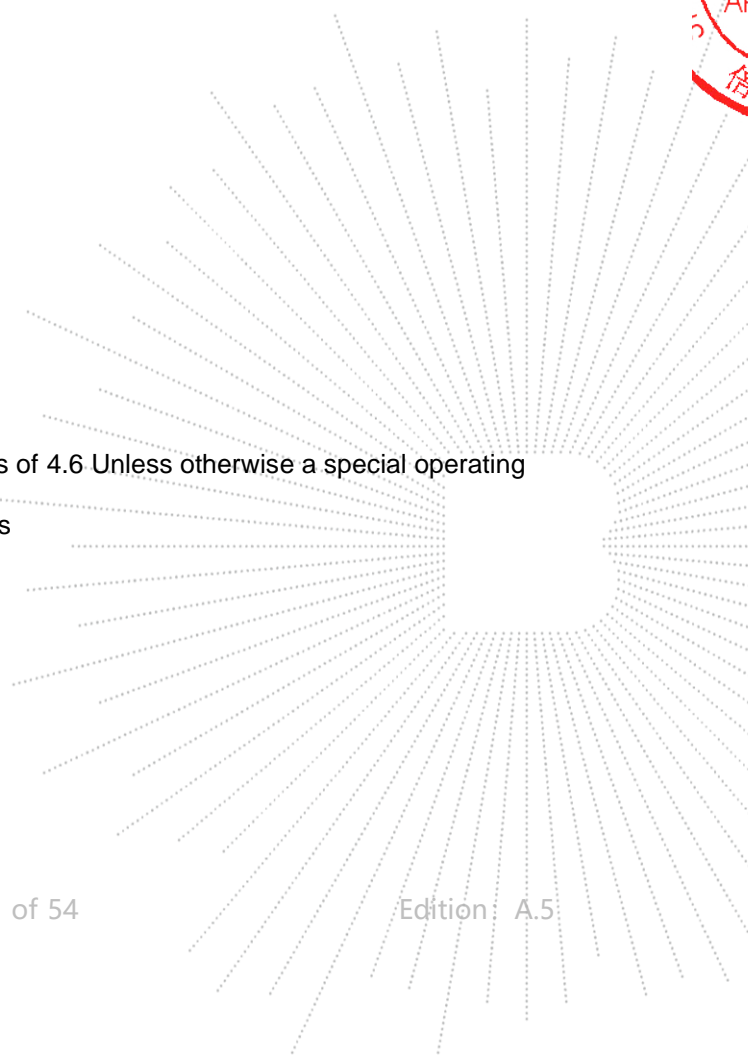 s of 4.6 Unless otherwise a special operating
s
of 54 Edition: A.5